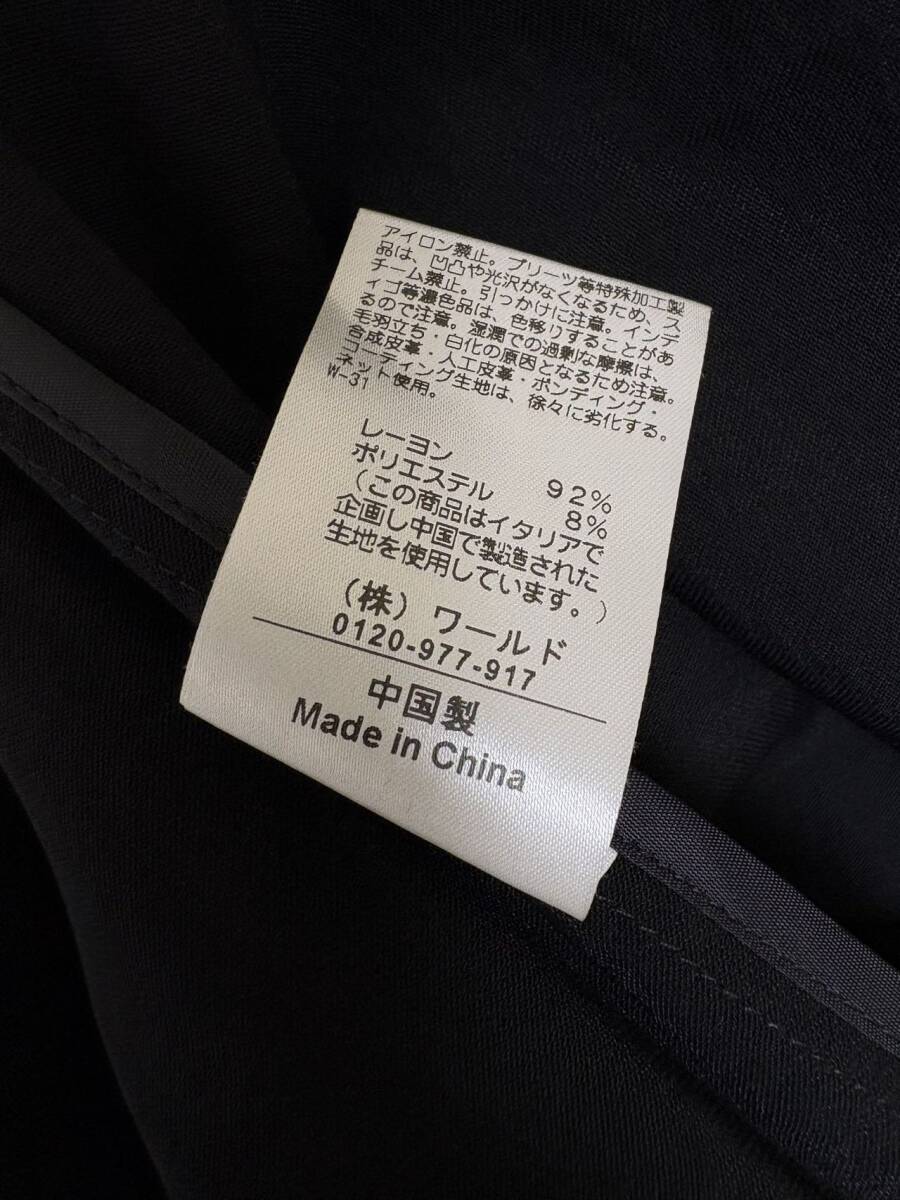 アイロン禁止。プリーツ等特殊加工製
品は、凹凸や光沢がなくなるため、ス
チーム禁止。引っかけに注意。インデ
ィゴ等濃色品は、色移りすることがあ
るので注意。湿潤での過剰な摩擦は、
毛羽立ち・白化の原因となるため注意。
合成皮革・人工皮革・ボンディング・
コーティング生地は、徐々に劣化する。
ネット使用。
W-31
レーヨン 92%
ポリエステル 8%
(この商品はイタリアで
企画し中国で製造された
生地を使用しています。)
(株)ワールド
0120-977-917
中国製
Made in China